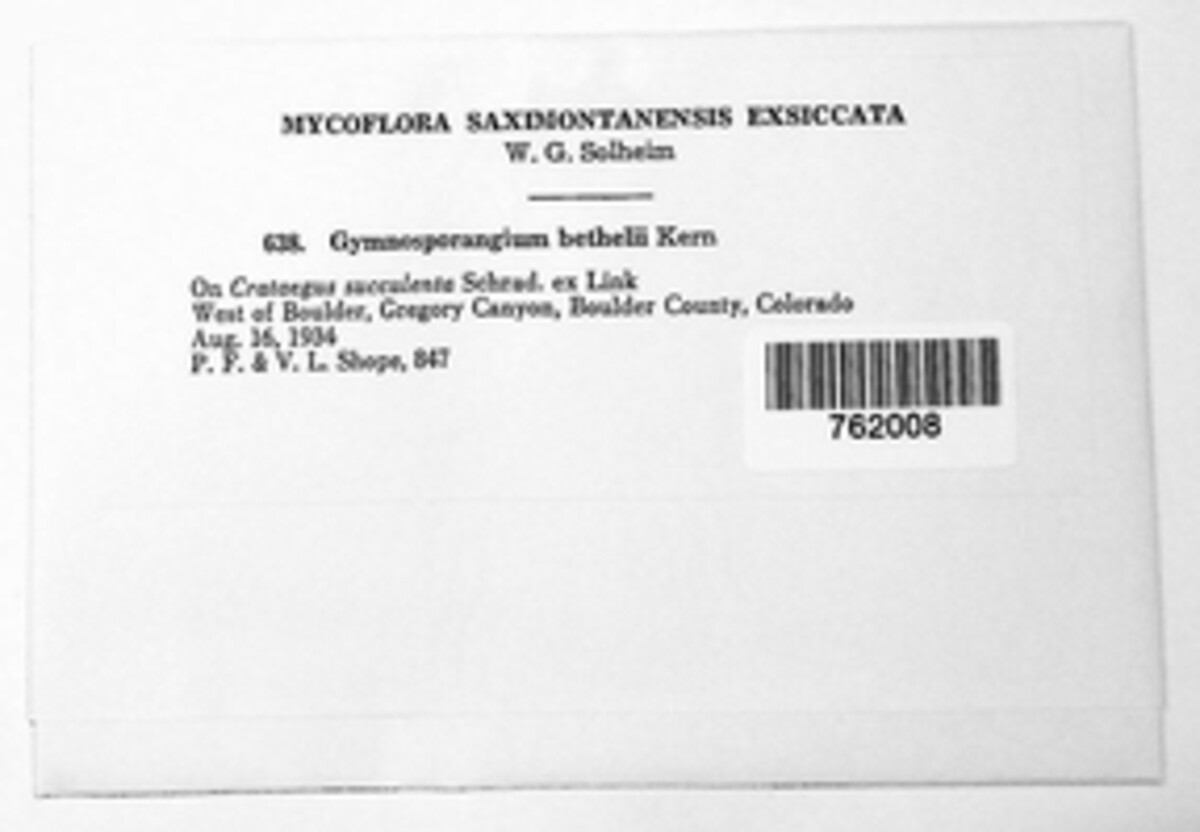 MYCOFLORA SAXIMONTANENSIS EXSICCATA
W. G. Solheim
638. Gymnosporangium bethelii Kern
On Crataegus succulenta Schrad. ex Link
West of Boulder, Gregory Canyon, Boulder County, Colorado
Aug. 16, 1934
P. F. & V. L. Shope, 847
762008